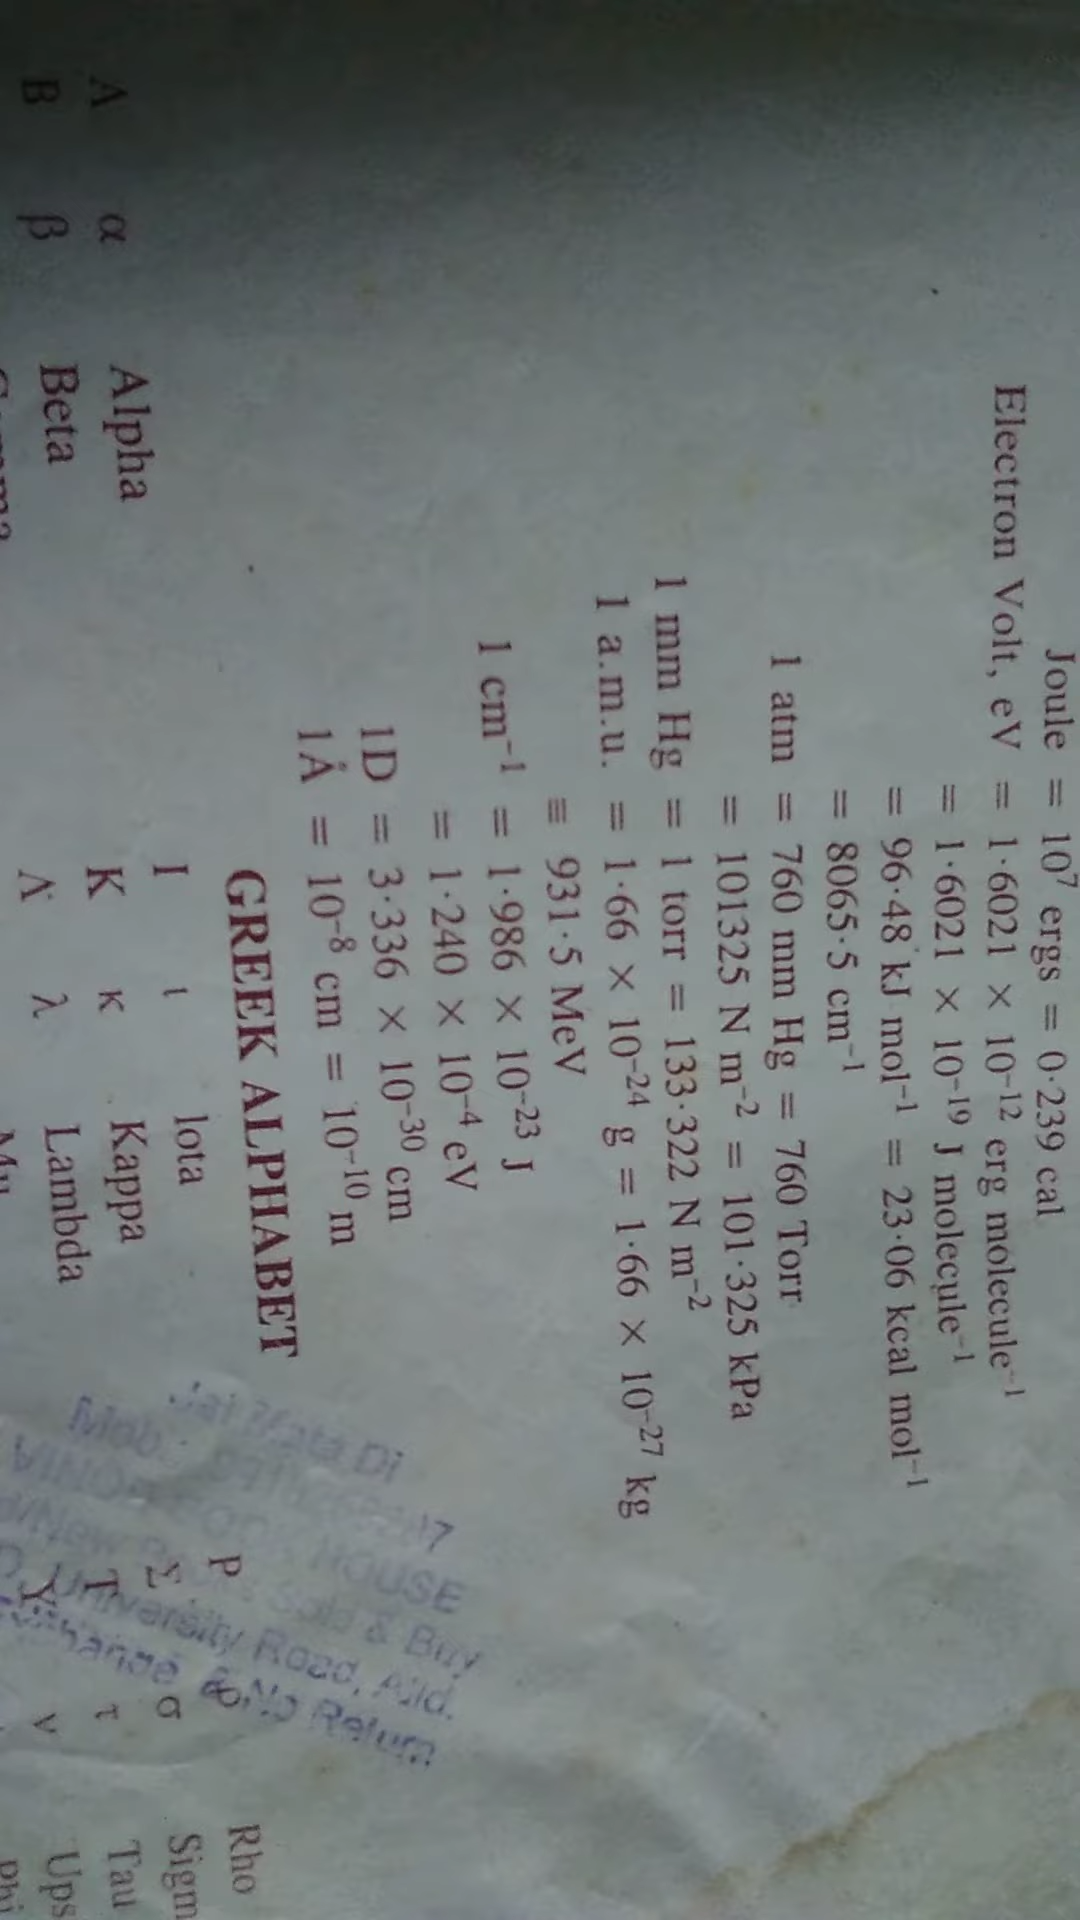 Joule = 10⁷ ergs = 0·239 cal
Electron Volt, eV = 1·6021 × 10⁻¹² erg molecule⁻¹
= 1·6021 × 10⁻¹⁹ J molecule⁻¹
= 96·48 kJ mol⁻¹ = 23·06 kcal mol⁻¹
= 8065·5 cm⁻¹
1 atm = 760 mm Hg = 760 Torr
= 101325 N m⁻² = 101·325 kPa
1 mm Hg = 1 torr = 133·322 N m⁻²
1 a.m.u. = 1·66 × 10⁻²⁴ g = 1·66 × 10⁻²⁷ kg
≡ 931·5 MeV
1 cm⁻¹ = 1·986 × 10⁻²³ J
= 1·240 × 10⁻⁴ eV
1D = 3·336 × 10⁻³⁰ cm
1Å = 10⁻⁸ cm = 10⁻¹⁰ m
GREEK ALPHABET
A α Alpha I ι Iota P Rho
B β Beta K κ Kappa Σ σ Sigm
Λ λ Lambda T τ Tau
Υ Ups
Mata Di
Mob.
HOUSE
Sold & Buy
University Road, Alld.
No Return